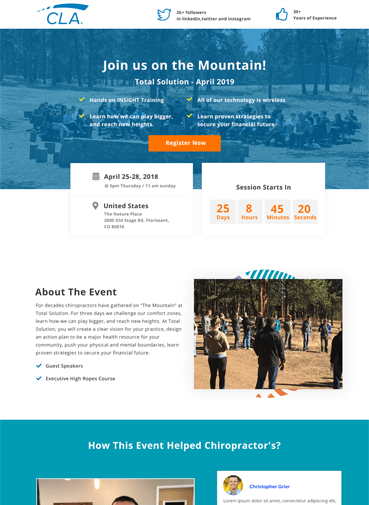 CLA.
2k+ followers
in linkedin,twitter and instagram
30+
Years of Experience
Join us on the Mountain!
Total Solution - April 2019
Hands on INSiGHT Training
All of our technology is wireless
Learn how we can play bigger,
and reach new heights.
Learn proven strategies to
secure your financial future.
Register Now
April 25-28, 2018
@ 5pm Thursday / 11 am sunday
United States
The Nature Place
2000 Old Stage Rd, Florissant,
CO 80816
Session Starts In
25 8 45 20
Days Hours Minutes Seconds
About The Event
For decades chiropractors have gathered on "The Mountain" at
Total Solution. For three days we challenge our comfort zones,
learn how we can play bigger, and reach new heights. At Total
Solution, you will create a clear vision for your practice, design
an action plan to be a major health resource for your
community, push your physical and mental boundaries, learn
proven strategies to secure your financial future.
Guest Speakers
Executive High Ropes Course
How This Event Helped Chiropractor's?
Christopher Grier
Lorem ipsum dolor sit amet, consectetur adipiscing elit,